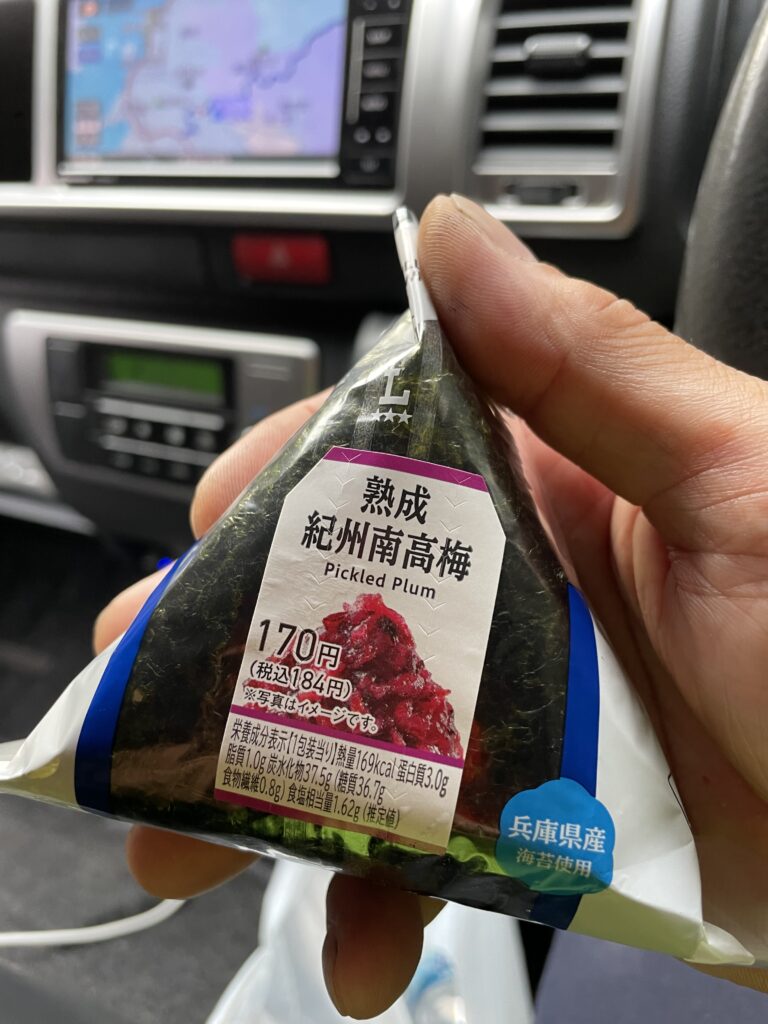 L
熟成
紀州南高梅
Pickled Plum
170円
(税込184円)
※写真はイメージです。
栄養成分表示【1包装当り】熱量169kcal 蛋白質3.0g
脂質1.0g 炭水化物37.5g (糖質36.7g
食物繊維0.8g) 食塩相当量1.62g (推定値)
兵庫県産
海苔使用